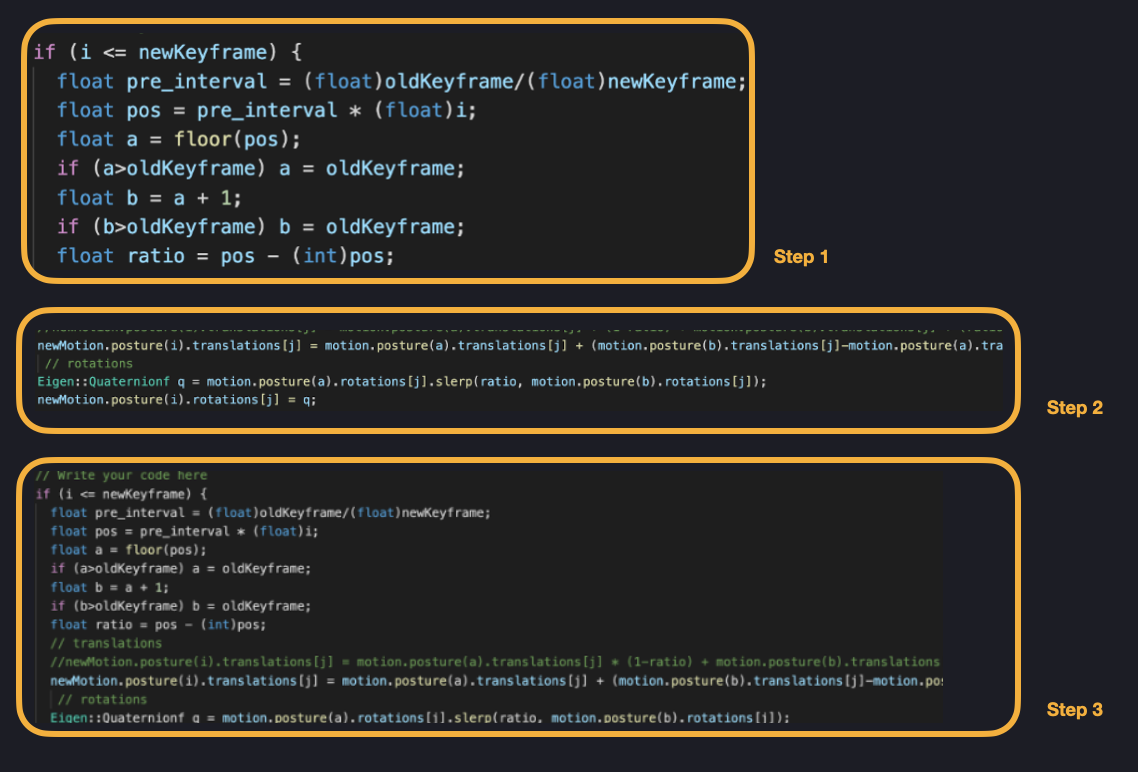 if (i <= newKeyframe) {
float pre_interval = (float)oldKeyframe/(float)newKeyframe;
float pos = pre_interval * (float)i;
float a = floor(pos);
if (a>oldKeyframe) a = oldKeyframe;
float b = a + 1;
if (b>oldKeyframe) b = oldKeyframe;
float ratio = pos - (int)pos;
Step 1
newMotion.posture(i).translations[j] = motion.posture(a).translations[j] + (motion.posture(b).translations[j]-motion.posture(a).tra
// rotations
Eigen::Quaternionf q = motion.posture(a).rotations[j].slerp(ratio, motion.posture(b).rotations[j]);
newMotion.posture(i).rotations[j] = q;
Step 2
// Write your code here
if (i <= newKeyframe) {
float pre_interval = (float)oldKeyframe/(float)newKeyframe;
float pos = pre_interval * (float)i;
float a = floor(pos);
if (a>oldKeyframe) a = oldKeyframe;
float b = a + 1;
if (b>oldKeyframe) b = oldKeyframe;
float ratio = pos - (int)pos;
// translations
//newMotion.posture(i).translations[j] = motion.posture(a).translations[j] * (1-ratio) + motion.posture(b).translations
newMotion.posture(i).translations[j] = motion.posture(a).translations[j] + (motion.posture(b).translations[j]-motion.pos
// rotations
Eigen::Quaternionf q = motion.posture(a).rotations[j].slerp(ratio, motion.posture(b).rotations[j]);
Step 3